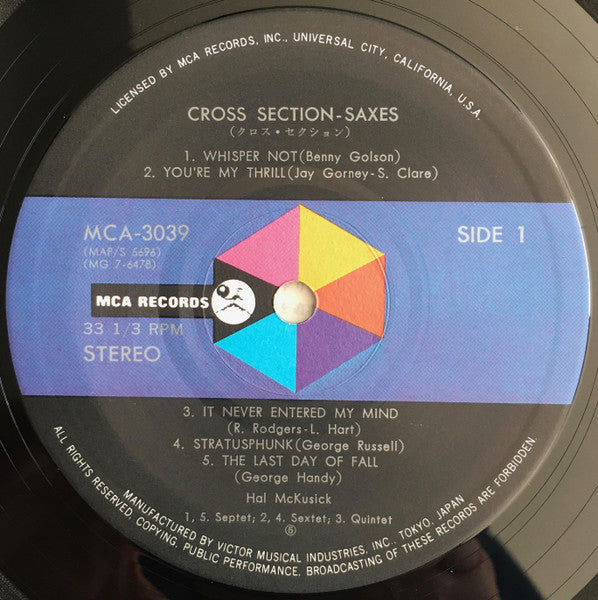 LICENSED BY MCA RECORDS, INC., UNIVERSAL CITY, CALIFORNIA, U.S.A.
CROSS SECTION-SAXES
(クロス・セクション)
1. WHISPER NOT(Benny Golson)
2. YOU'RE MY THRILL(Jay Gorney-S. Clare)
MCA-3039
(MAP/S 5696)
(MG 7-6478)
SIDE 1
MCA RECORDS
33 1/3 RPM
STEREO
3. IT NEVER ENTERED MY MIND
(R. Rodgers-L. Hart)
4. STRATUSPHUNK(George Russell)
5. THE LAST DAY OF FALL
(George Handy)
Hal McKusick
1, 5. Septet; 2, 4. Sextet; 3. Quintet
MANUFACTURED BY VICTOR MUSICAL INDUSTRIES, INC., TOKYO, JAPAN
ALL RIGHTS RESERVED, COPYING, PUBLIC PERFORMANCE, BROADCASTING OF THESE RECORDS ARE FORBIDDEN.